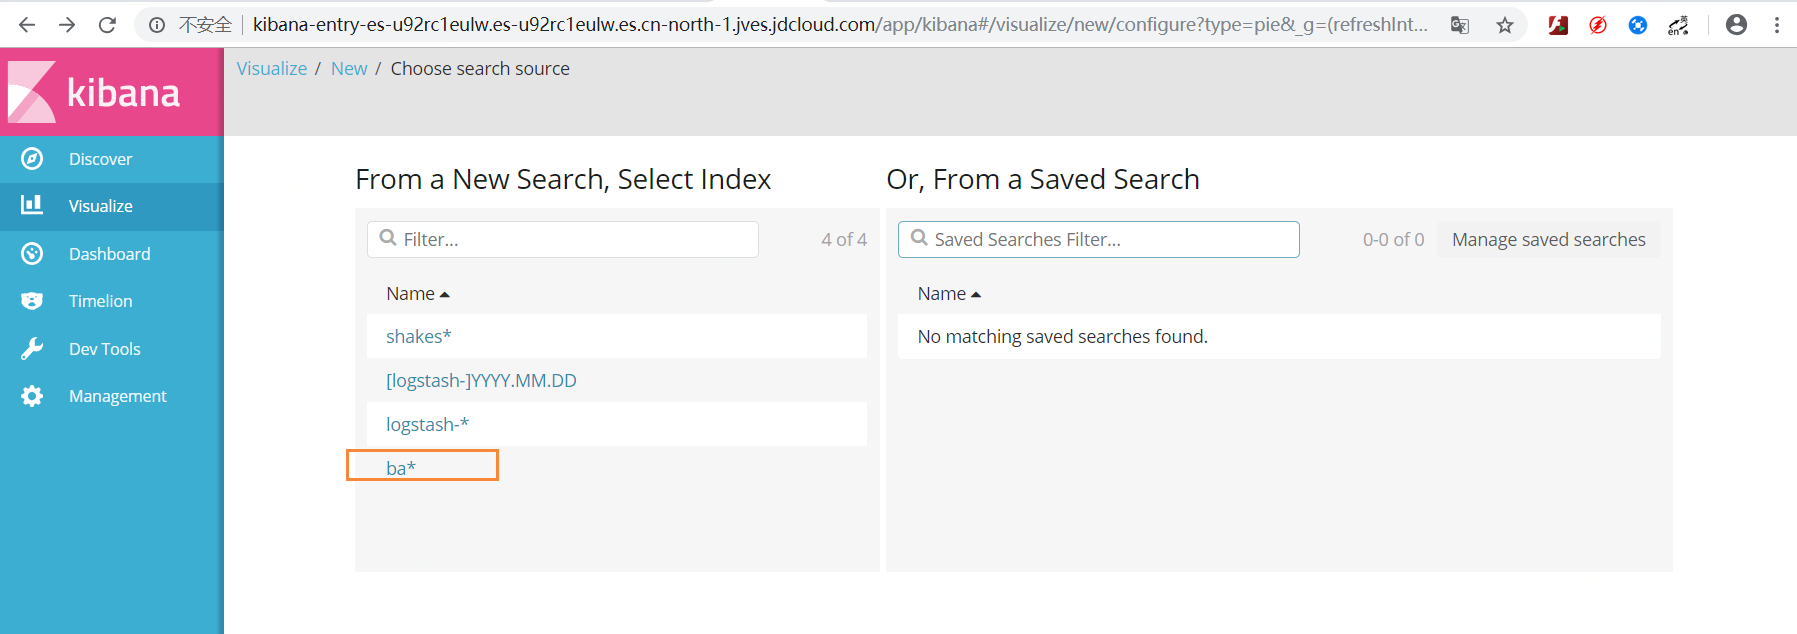 不安全 kibana-entry-es-u92rc1eulw.es-u92rc1eulw.es.cn-north-1.jves.jdcloud.com/app/kibana#/visualize/new/configure?type=pie&_g=(refreshInt...
kibana
Visualize / New / Choose search source
Discover
Visualize
Dashboard
Timelion
Dev Tools
Management
From a New Search, Select Index
Filter...
4 of 4
Name
shakes*
[logstash-]YYYY.MM.DD
logstash-*
ba*
Or, From a Saved Search
Saved Searches Filter...
0-0 of 0
Manage saved searches
Name
No matching saved searches found.